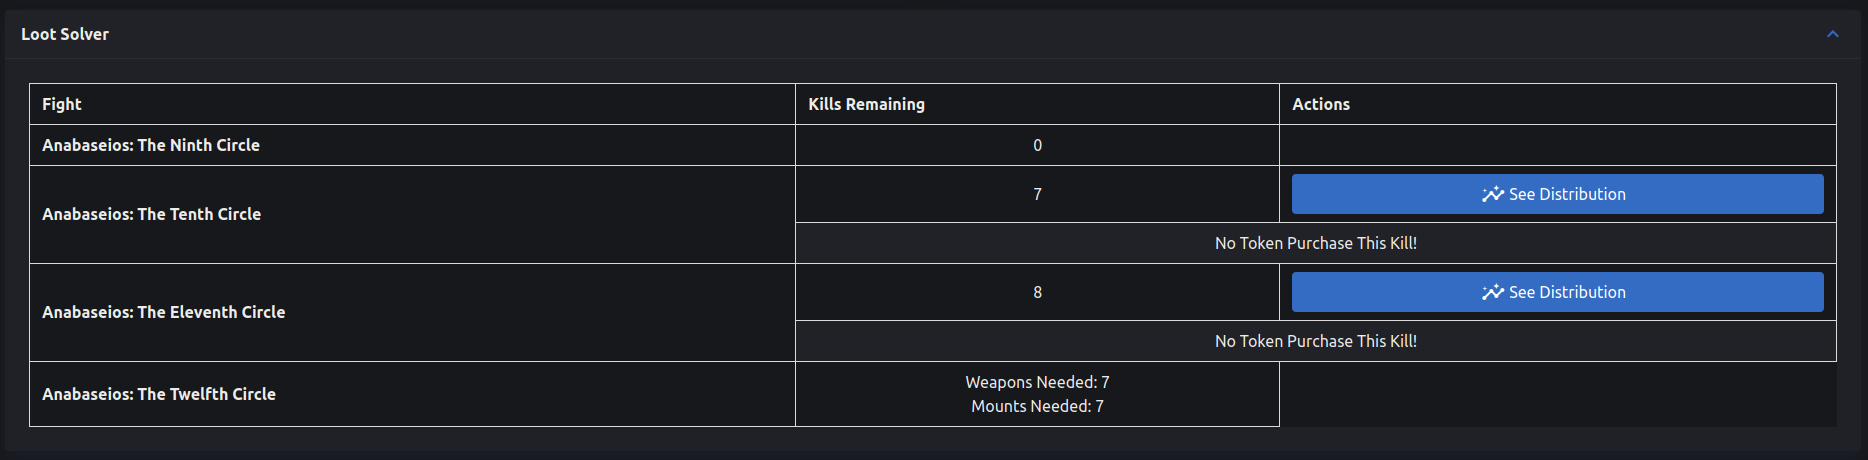 Loot Solver
Fight
Kills Remaining
Actions
Anabaseios: The Ninth Circle
0
Anabaseios: The Tenth Circle
7
See Distribution
No Token Purchase This Kill!
Anabaseios: The Eleventh Circle
8
See Distribution
No Token Purchase This Kill!
Anabaseios: The Twelfth Circle
Weapons Needed: 7
Mounts Needed: 7